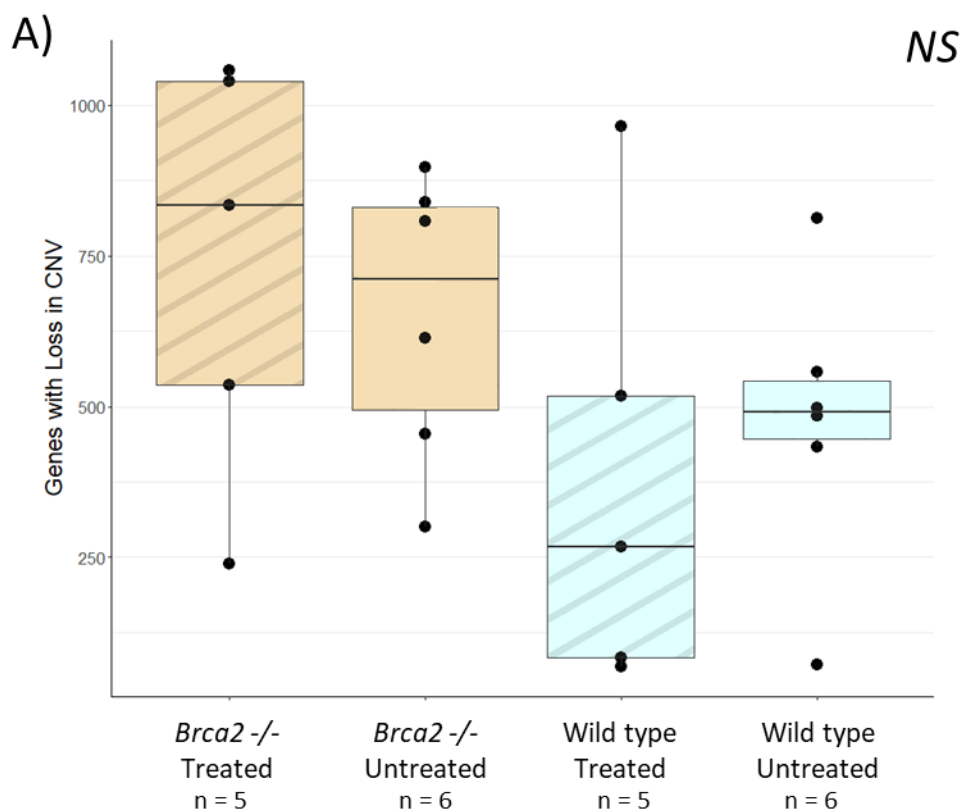 A)
NS
Genes with Loss in CNV
1000
750
500
250
Brca2 -/-
Treated
n = 5
Brca2 -/-
Untreated
n = 6
Wild type
Treated
n = 5
Wild type
Untreated
n = 6